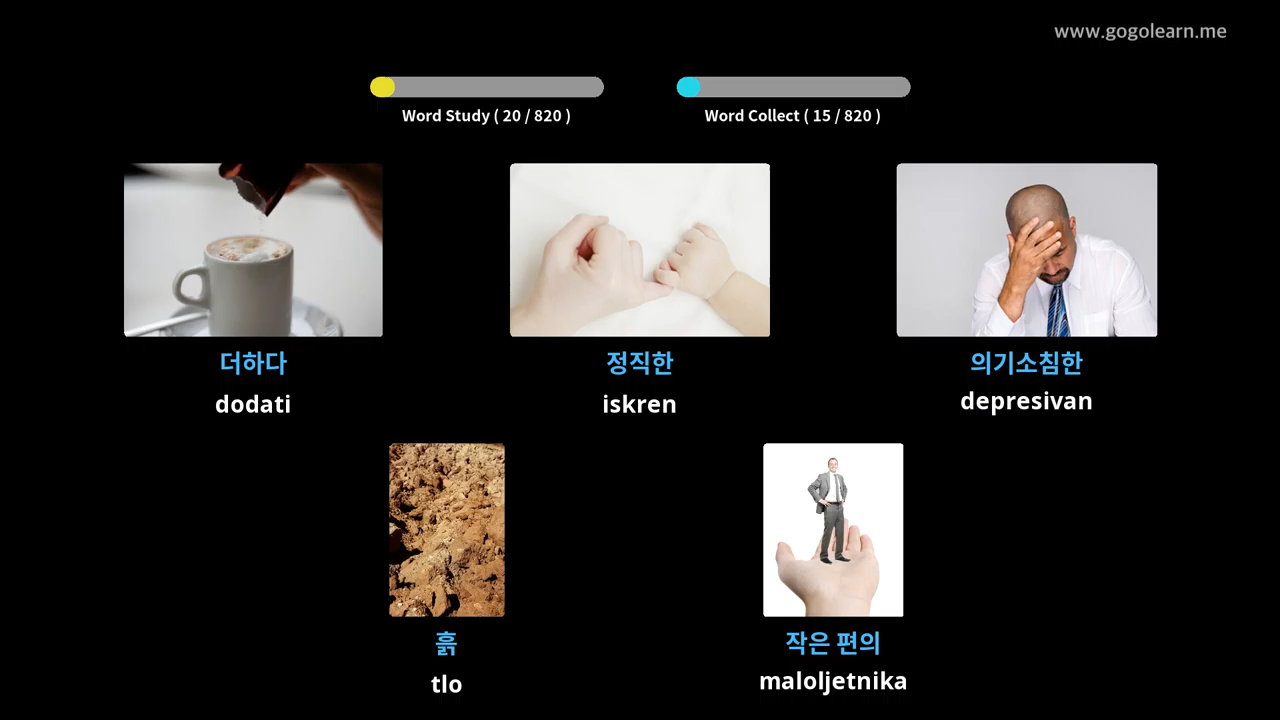 www.gogolearn.me
Word Study ( 20 / 820 )
Word Collect ( 15 / 820 )
더하다
dodati
정직한
iskren
의기소침한
depresivan
흙
tlo
작은 편의
maloljetnika